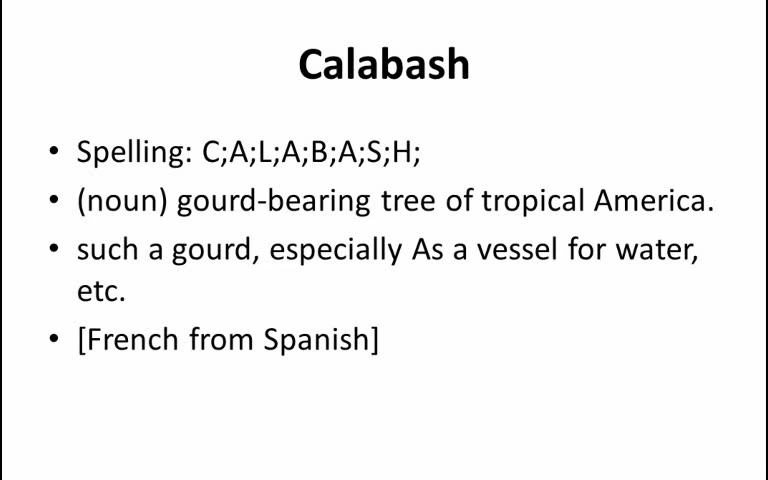 Calabash
• Spelling: C;A;L;A;B;A;S;H;
• (noun) gourd-bearing tree of tropical America.
• such a gourd, especially As a vessel for water,
etc.
• [French from Spanish]